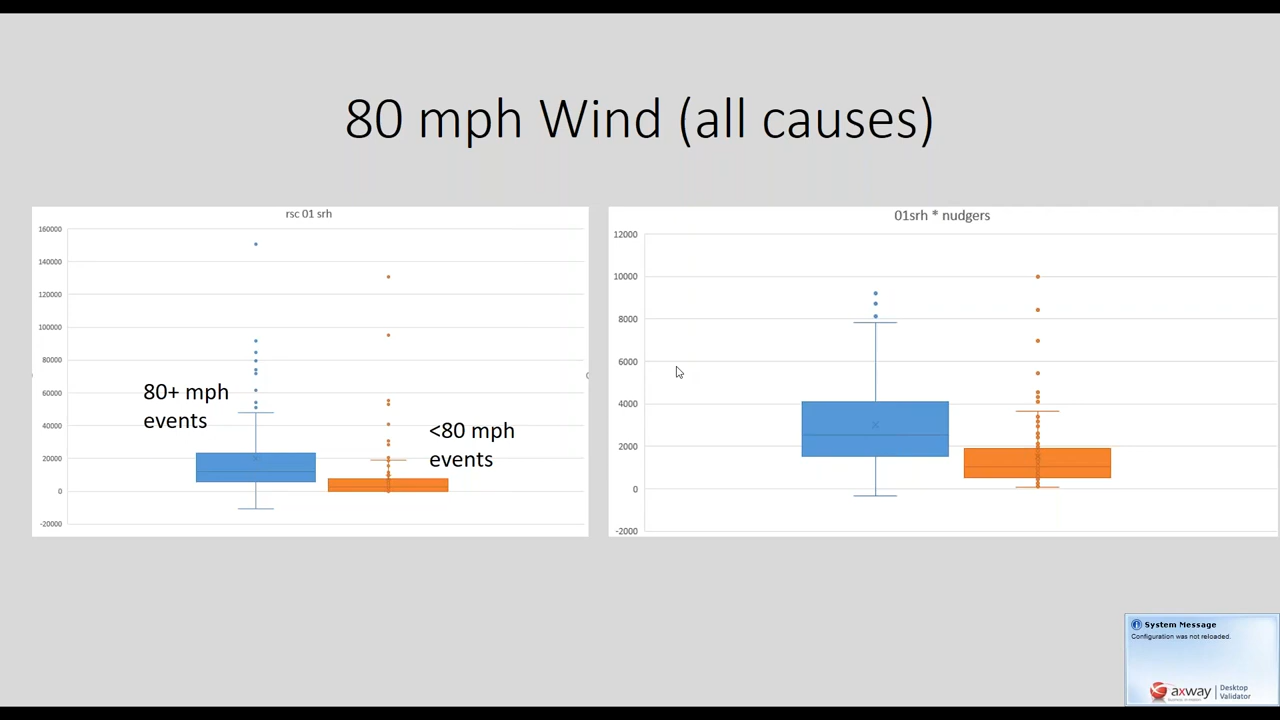 80 mph Wind (all causes)
rsc 01 srh
160000
140000
120000
100000
80000
60000
40000
20000
0
-20000
80+ mph
events
<80 mph
events
01srh * nudgers
12000
10000
8000
6000
4000
2000
0
-2000
System Message
Configuration was not reloaded.
axway
Desktop
Validator